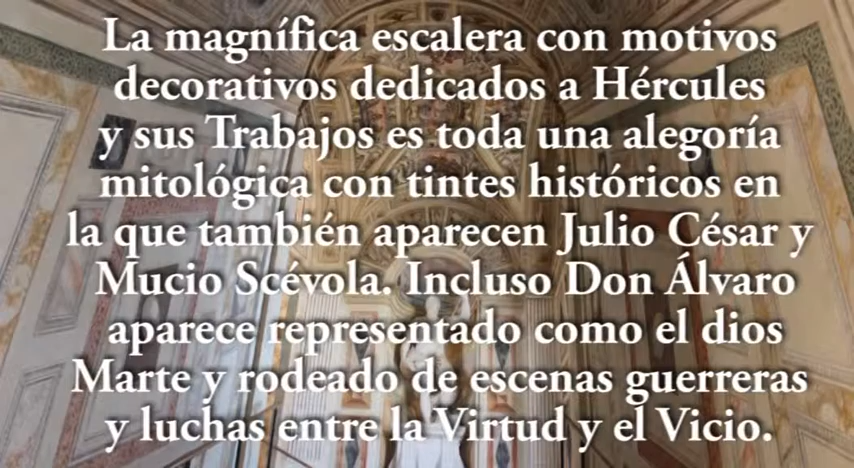 La magnífica escalera con motivos
decorativos dedicados a Hércules
y sus Trabajos es toda una alegoría
mitológica con tintes históricos en
la que también aparecen Julio César y
Mucio Scévola. Incluso Don Álvaro
aparece representado como el dios
Marte y rodeado de escenas guerreras
y luchas entre la Virtud y el Vicio.